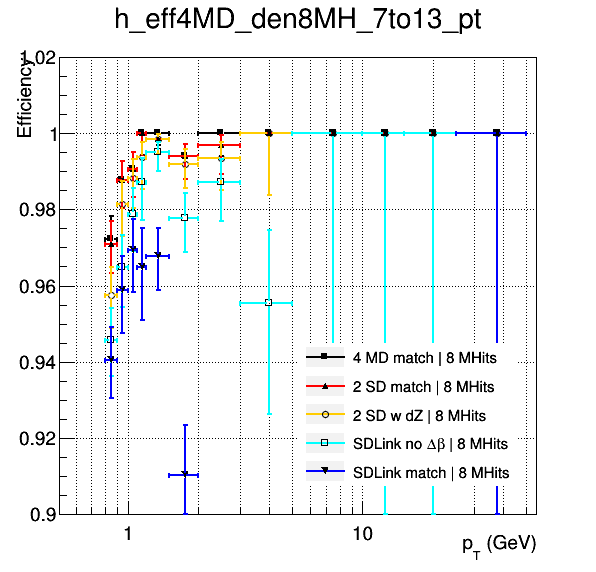 h_eff4MD_den8MH_7to13_pt
Efficiency
1.02
1
0.98
0.96
0.94
0.92
0.9
4 MD match | 8 MHits
2 SD match | 8 MHits
2 SD w dZ | 8 MHits
SDLink no Δβ | 8 MHits
SDLink match | 8 MHits
1
10
p_T (GeV)